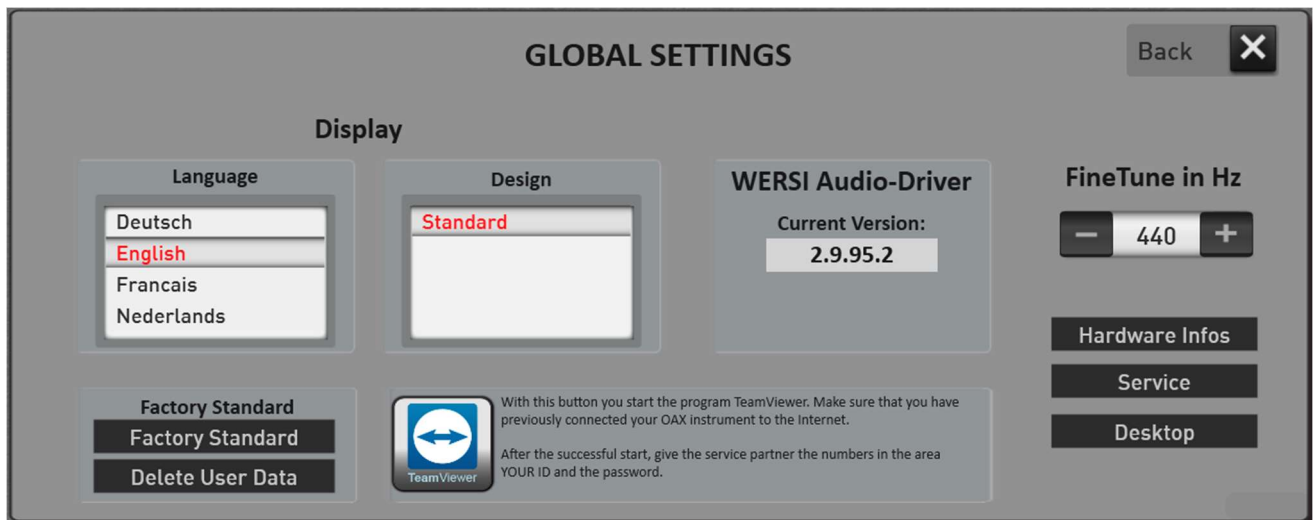 GLOBAL SETTINGS
Back
Display
Language
Deutsch
English
Francais
Nederlands
Design
Standard
WERSI Audio-Driver
Current Version:
2.9.95.2
FineTune in Hz
440
Hardware Infos
Service
Desktop
Factory Standard
Factory Standard
Delete User Data
TeamViewer
With this button you start the program TeamViewer. Make sure that you have
previously connected your OAX instrument to the Internet.
After the successful start, give the service partner the numbers in the area
YOUR ID and the password.